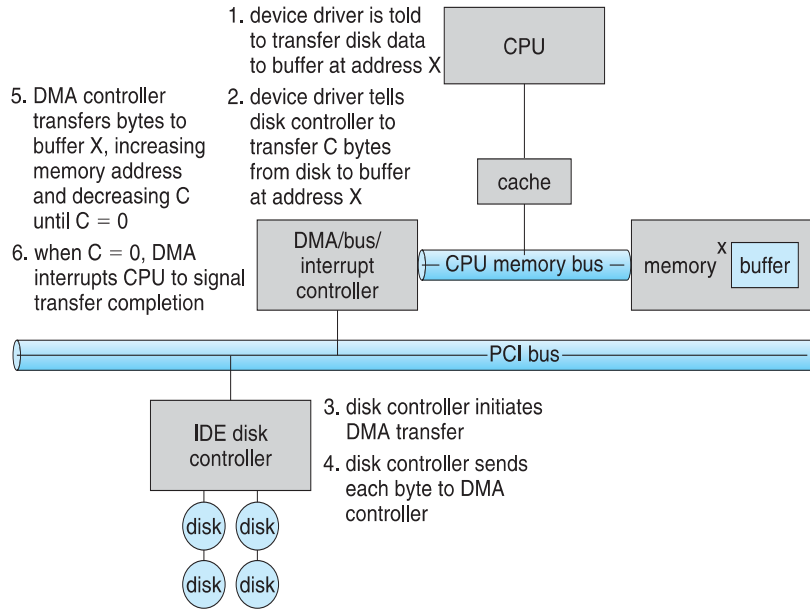 1. device driver is told
to transfer disk data
to buffer at address X
2. device driver tells
disk controller to
transfer C bytes
from disk to buffer
at address X
5. DMA controller
transfers bytes to
buffer X, increasing
memory address
and decreasing C
until C = 0
6. when C = 0, DMA
interrupts CPU to signal
transfer completion
CPU
cache
DMA/bus/
interrupt
controller
CPU memory bus
memory
x
buffer
PCI bus
IDE disk
controller
3. disk controller initiates
DMA transfer
4. disk controller sends
each byte to DMA
controller
disk
disk
disk
disk